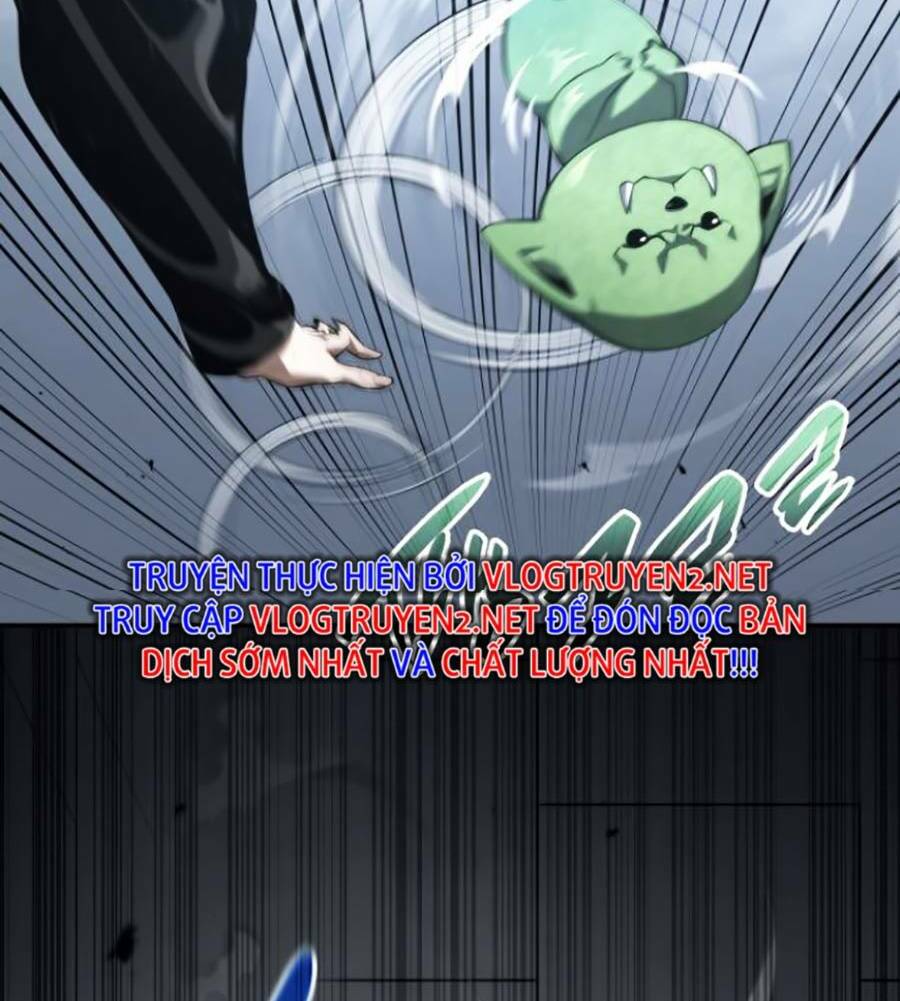 TRUYỆN THỰC HIỆN BỞI VLOGTRUYEN2.NET
TRUY CẬP VLOGTRUYEN2.NET ĐỂ ĐÓN ĐỌC BẢN
DỊCH SỚM NHẤT VÀ CHẤT LƯỢNG NHẤT!!!